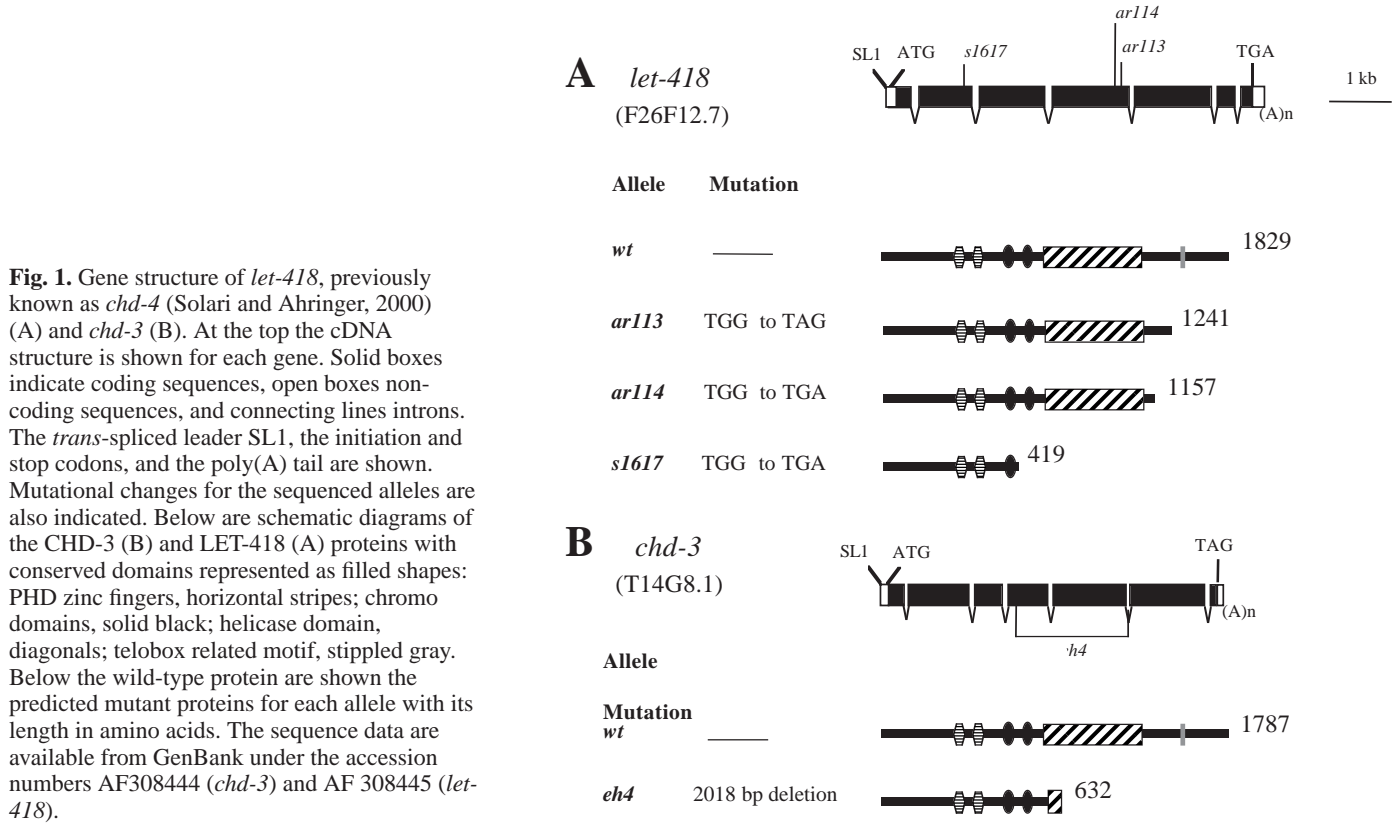 Fig. 1. Gene structure of let-418, previously
known as chd-4 (Solari and Ahringer, 2000)
(A) and chd-3 (B). At the top the cDNA
structure is shown for each gene. Solid boxes
indicate coding sequences, open boxes non-
coding sequences, and connecting lines introns.
The trans-spliced leader SL1, the initiation and
stop codons, and the poly(A) tail are shown.
Mutational changes for the sequenced alleles are
also indicated. Below are schematic diagrams of
the CHD-3 (B) and LET-418 (A) proteins with
conserved domains represented as filled shapes:
PHD zinc fingers, horizontal stripes; chromo
domains, solid black; helicase domain,
diagonals; telobox related motif, stippled gray.
Below the wild-type protein are shown the
predicted mutant proteins for each allele with its
length in amino acids. The sequence data are
available from GenBank under the accession
numbers AF308444 (chd-3) and AF 308445 (let-
418).
A let-418
(F26F12.7)
ar114
SL1 ATG s1617 ar113 TGA
1 kb
(A)n
Allele Mutation
wt 1829
ar113 TGG to TAG 1241
ar114 TGG to TGA 1157
s1617 TGG to TGA 419
B chd-3
(T14G8.1)
SL1 ATG TAG
(A)n
h4
Allele
Mutation
wt 1787
eh4 2018 bp deletion 632